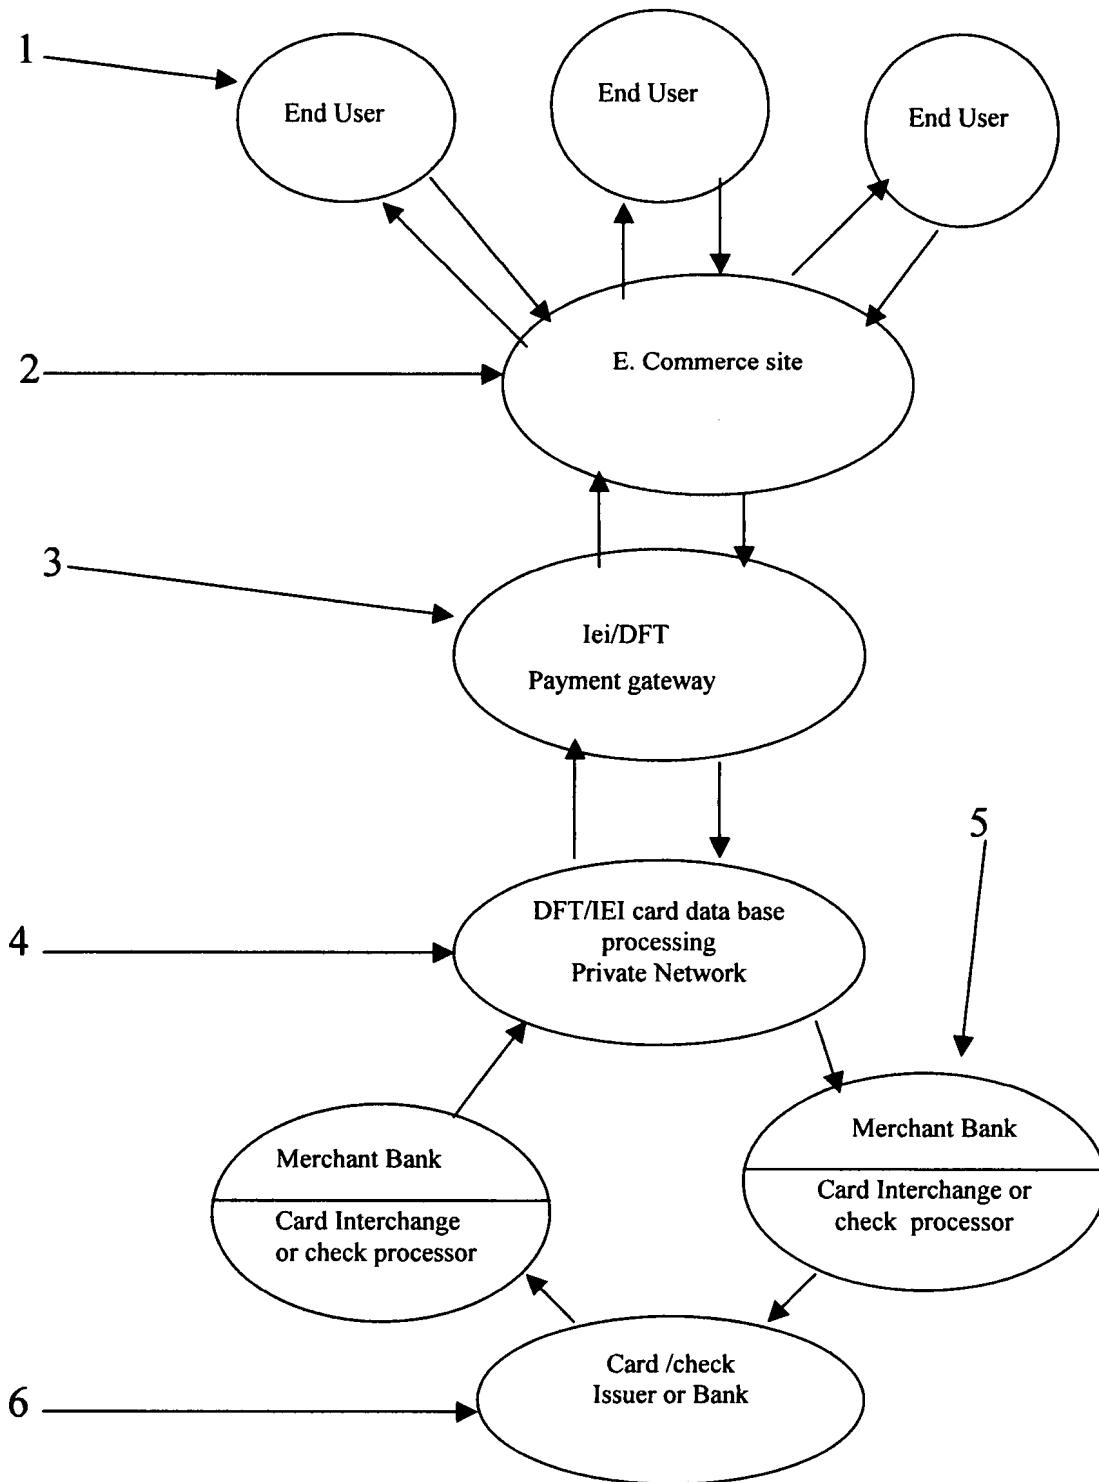 1
End User
End User
End User
2
E. Commerce site
3
Iei/DFT
Payment gateway
5
4
DFT/IEI card data base
processing
Private Network
Merchant Bank
Card Interchange or
check processor
Merchant Bank
Card Interchange
or check processor
6
Card /check
Issuer or Bank